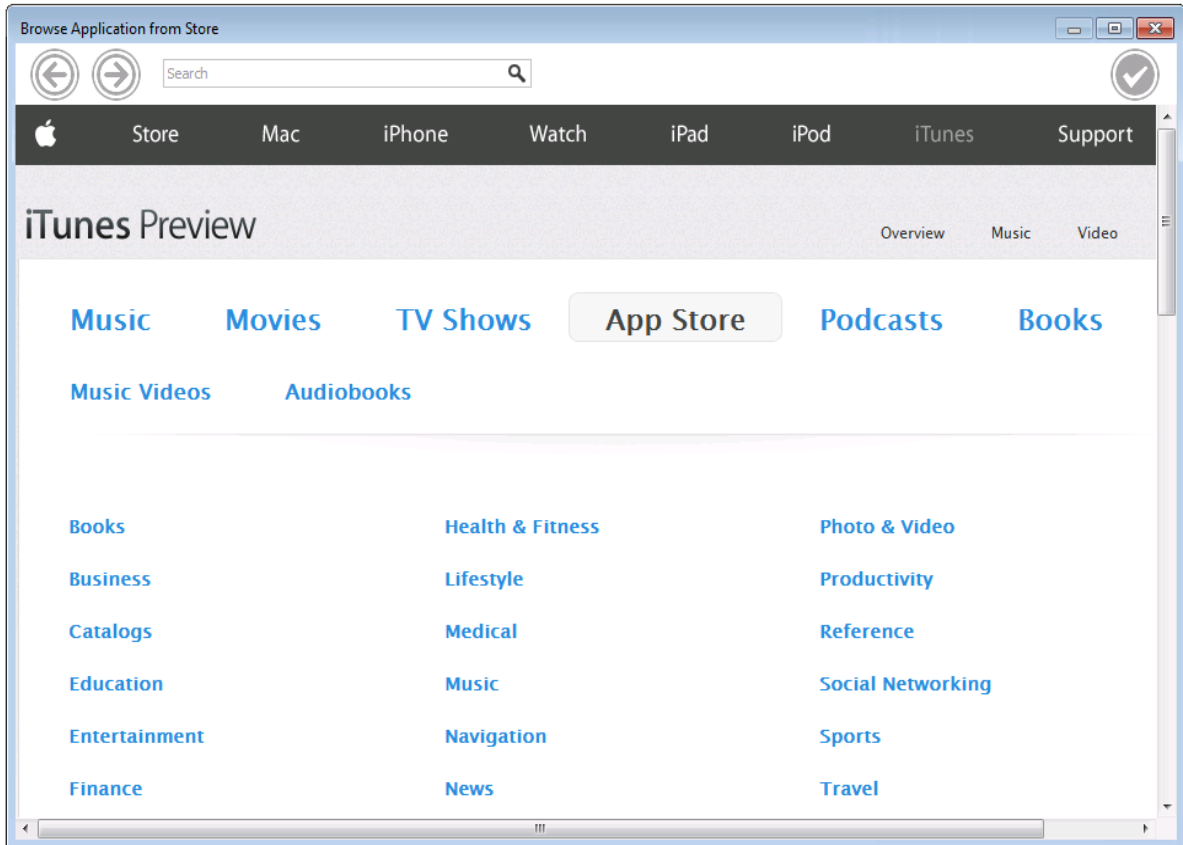 Browse Application from Store
Search
Store Mac iPhone Watch iPad iPod iTunes Support
iTunes Preview
Overview Music Video
Music Movies TV Shows App Store Podcasts Books
Music Videos Audiobooks
Books Health & Fitness Photo & Video
Business Lifestyle Productivity
Catalogs Medical Reference
Education Music Social Networking
Entertainment Navigation Sports
Finance News Travel